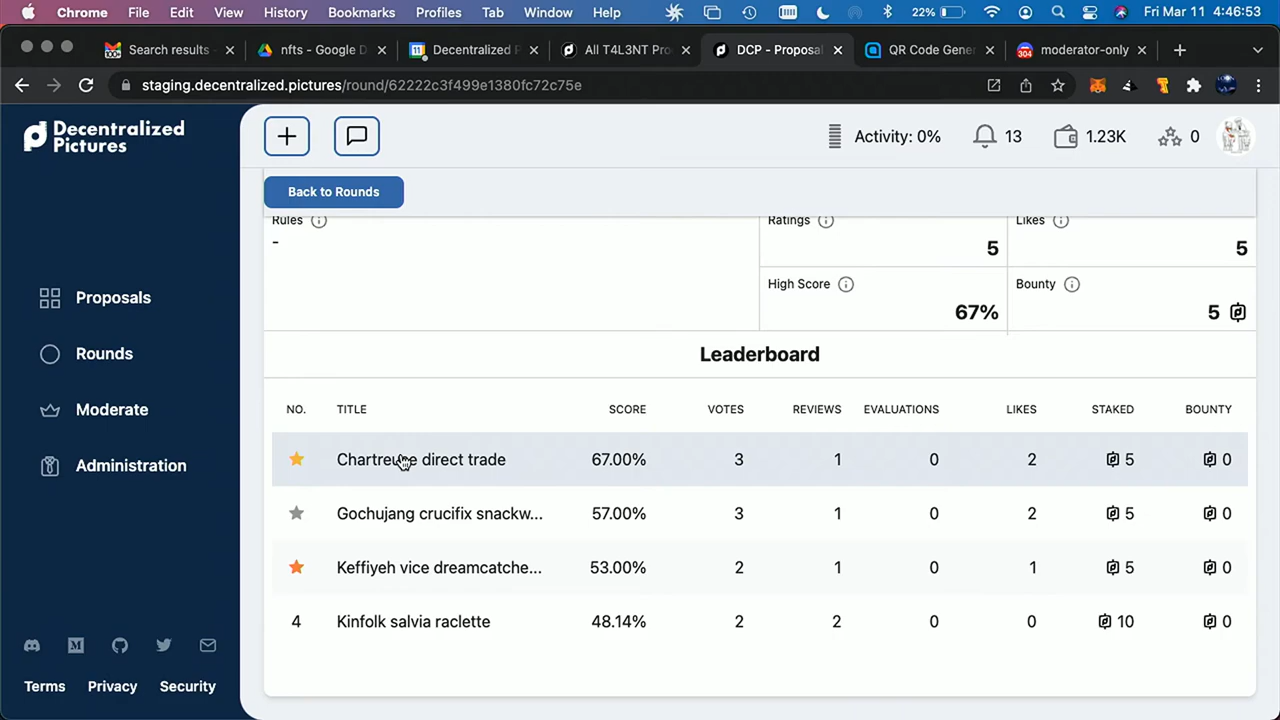 Chrome File Edit View History Bookmarks Profiles Tab Window Help 22% Fri Mar 11 4:46:53
Search results - nfts - Google D 17 Decentralized P All T4L3NT Pro DCP - Proposal QR Code Gener 304 moderator-only
staging.decentralized.pictures/round/62222c3f499e1380fc72c75e
Decentralized
Pictures
Activity: 0% 13 1.23K 0
Back to Rounds
Rules Ratings Likes
- 5 5
High Score Bounty
67% 5
Proposals
Rounds
Moderate
Administration
Leaderboard
NO. TITLE SCORE VOTES REVIEWS EVALUATIONS LIKES STAKED BOUNTY
Chartreuse direct trade 67.00% 3 1 0 2 5 0
Gochujang crucifix snackw... 57.00% 3 1 0 2 5 0
Keffiyeh vice dreamcatche... 53.00% 2 1 0 1 5 0
4 Kinfolk salvia raclette 48.14% 2 2 0 0 10 0
Terms Privacy Security